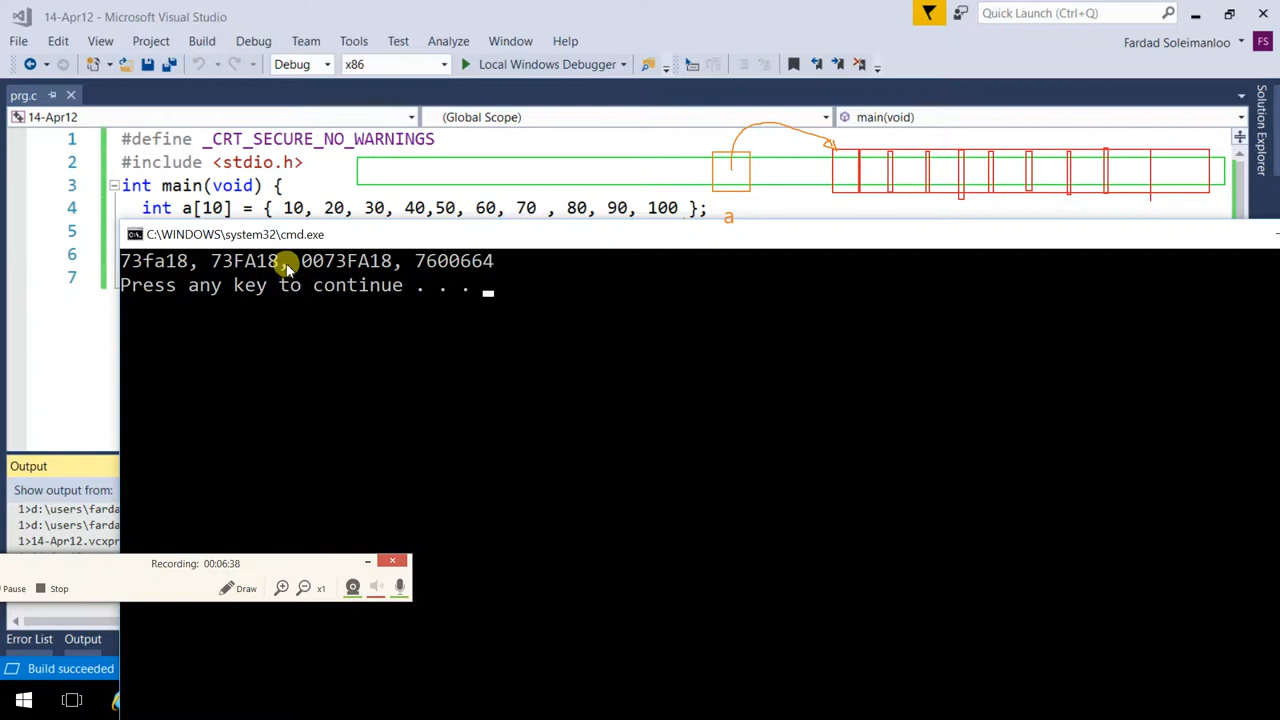 14-Apr12 - Microsoft Visual Studio
Quick Launch (Ctrl+Q)
File Edit View Project Build Debug Team Tools Test Analyze Window Help
Fardad Soleimanloo FS
Debug x86 Local Windows Debugger
prg.c
14-Apr12 (Global Scope) main(void)
Solution Explorer
1 #define _CRT_SECURE_NO_WARNINGS
2 #include <stdio.h>
3 int main(void) {
4 int a[10] = { 10, 20, 30, 40,50, 60, 70 , 80, 90, 100 };
a
5
6
7
C:\WINDOWS\system32\cmd.exe
73fa18, 73FA18, 0073FA18, 7600664
Press any key to continue . . .
Output
Show output from:
1>d:\users\farda
1>d:\users\farda
1>14-Apr12.vcxpr
Recording: 00:06:38
Pause Stop Draw x1
Error List Output
Build succeeded